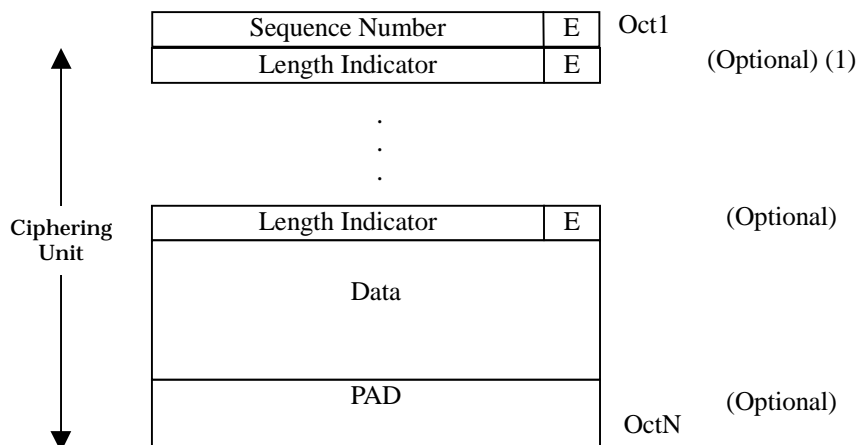 Sequence Number E Oct1
Length Indicator E (Optional) (1)
.
.
.
Length Indicator E (Optional)
Ciphering
Unit
Data
PAD (Optional)
OctN